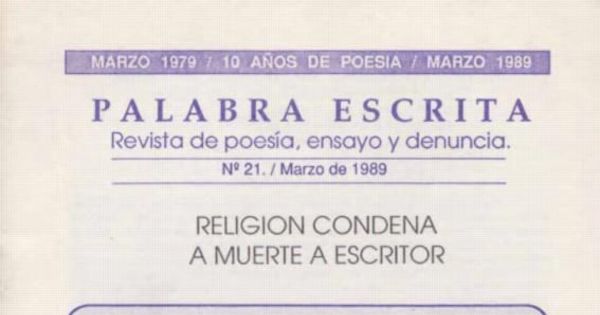 MARZO 1979 / 10 AÑOS DE POESIA / MARZO 1989
PALABRA ESCRITA
Revista de poesía, ensayo y denuncia.
Nº 21. / Marzo de 1989
RELIGION CONDENA
A MUERTE A ESCRITOR